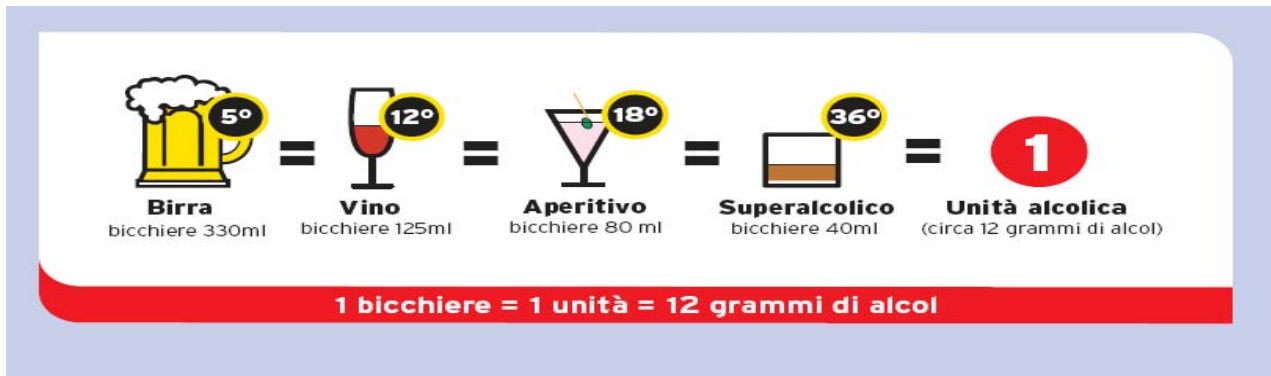 5°
12°
18°
36°
= = = = 1
Birra
bicchiere 330ml
Vino
bicchiere 125ml
Aperitivo
bicchiere 80 ml
Superalcolico
bicchiere 40ml
Unità alcolica
(circa 12 grammi di alcol)
1 bicchiere = 1 unità = 12 grammi di alcol